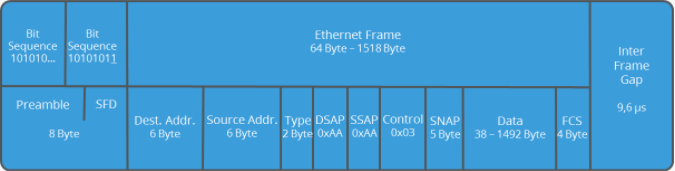 Bit
Sequence
101010...
Bit
Sequence
10101011
Ethernet Frame
64 Byte – 1518 Byte
Inter
Frame
Gap
9,6 µs
Preamble
SFD
8 Byte
Dest. Addr.
6 Byte
Source Addr.
6 Byte
Type
2 Byte
DSAP
0xAA
SSAP
0xAA
Control
0x03
SNAP
5 Byte
Data
38 – 1492 Byte
FCS
4 Byte